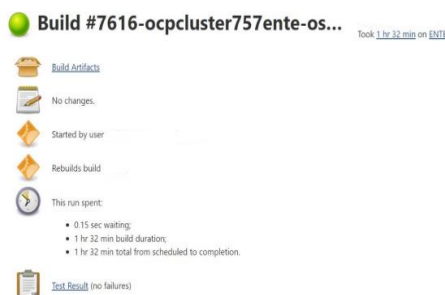 Build #7616-ocpcluster757ente-os...
Took 1 hr 32 min on ENTE
Build Artifacts
No changes.
Started by user
Rebuilds build
This run spent:
• 0.15 sec waiting;
• 1 hr 32 min build duration;
• 1 hr 32 min total from scheduled to completion.
Test Result (no failures)